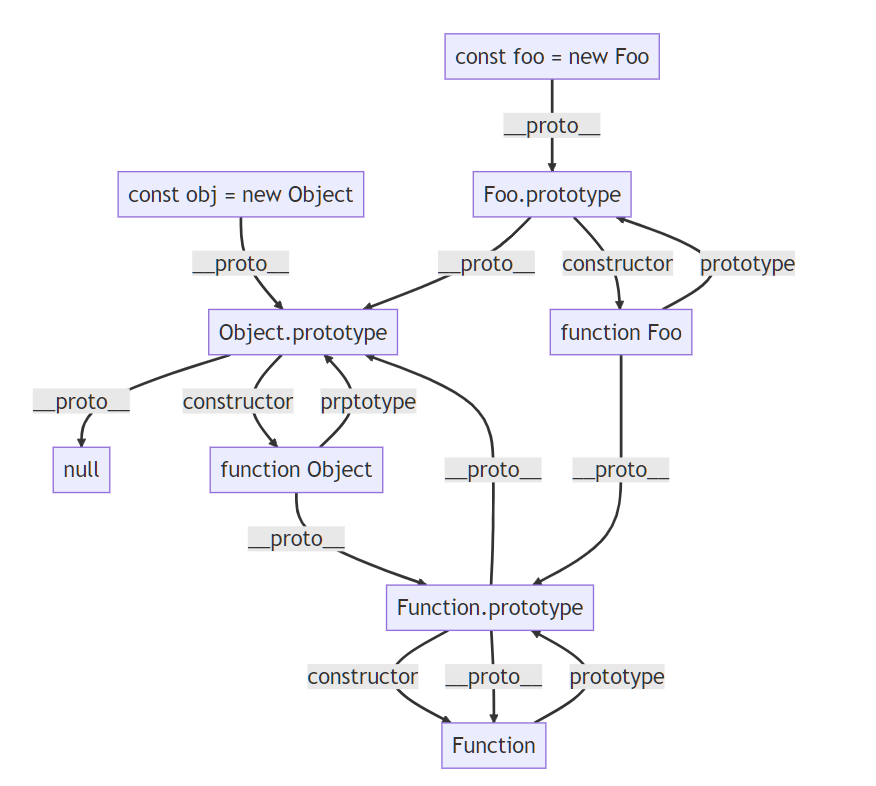 const foo = new Foo
__proto__
const obj = new Object
Foo.prototype
__proto__
__proto__
constructor
prototype
Object.prototype
function Foo
__proto__
constructor
prptotype
null
function Object
__proto__
__proto__
__proto__
Function.prototype
constructor
__proto__
prototype
Function